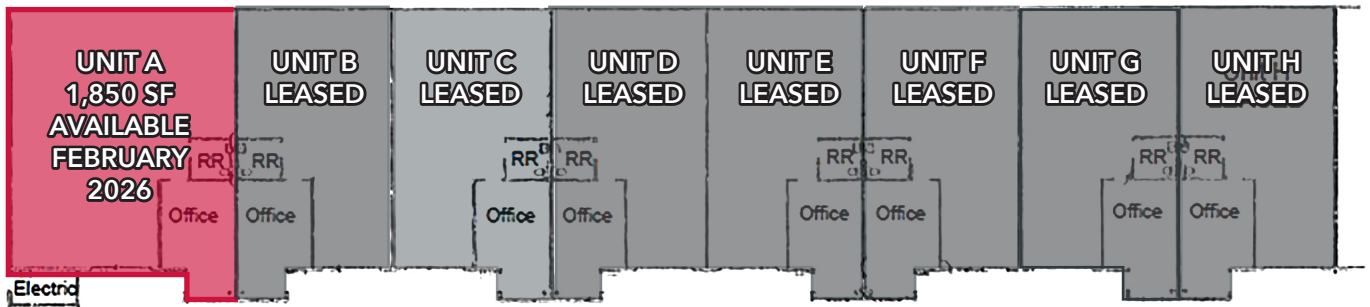 UNIT A
1,850 SF
AVAILABLE
FEBRUARY
2026
UNIT B
LEASED
UNIT C
LEASED
UNIT D
LEASED
UNIT E
LEASED
UNIT F
LEASED
UNIT G
LEASED
UNIT H
LEASED
Unit H
RR
RR
RR
RR
RR
RR
RR
RR
Office
Office
Office
Office
Office
Office
Office
Office
Electric